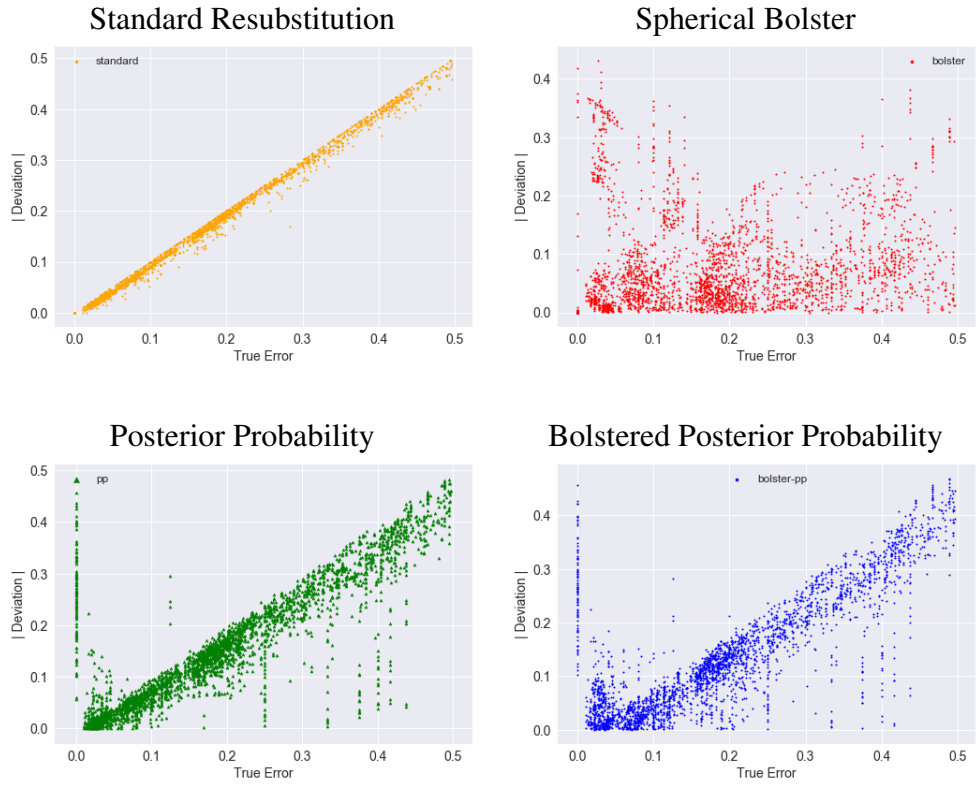 Standard Resubstitution
standard
0.5
0.4
0.3
0.2
0.1
0.0
| Deviation |
0.0 0.1 0.2 0.3 0.4 0.5
True Error
Spherical Bolster
bolster
0.4
0.3
0.2
0.1
0.0
| Deviation |
0.0 0.1 0.2 0.3 0.4 0.5
True Error
Posterior Probability
pp
0.5
0.4
0.3
0.2
0.1
0.0
| Deviation |
0.0 0.1 0.2 0.3 0.4 0.5
True Error
Bolstered Posterior Probability
bolster-pp
0.4
0.3
0.2
0.1
0.0
| Deviation |
0.0 0.1 0.2 0.3 0.4 0.5
True Error